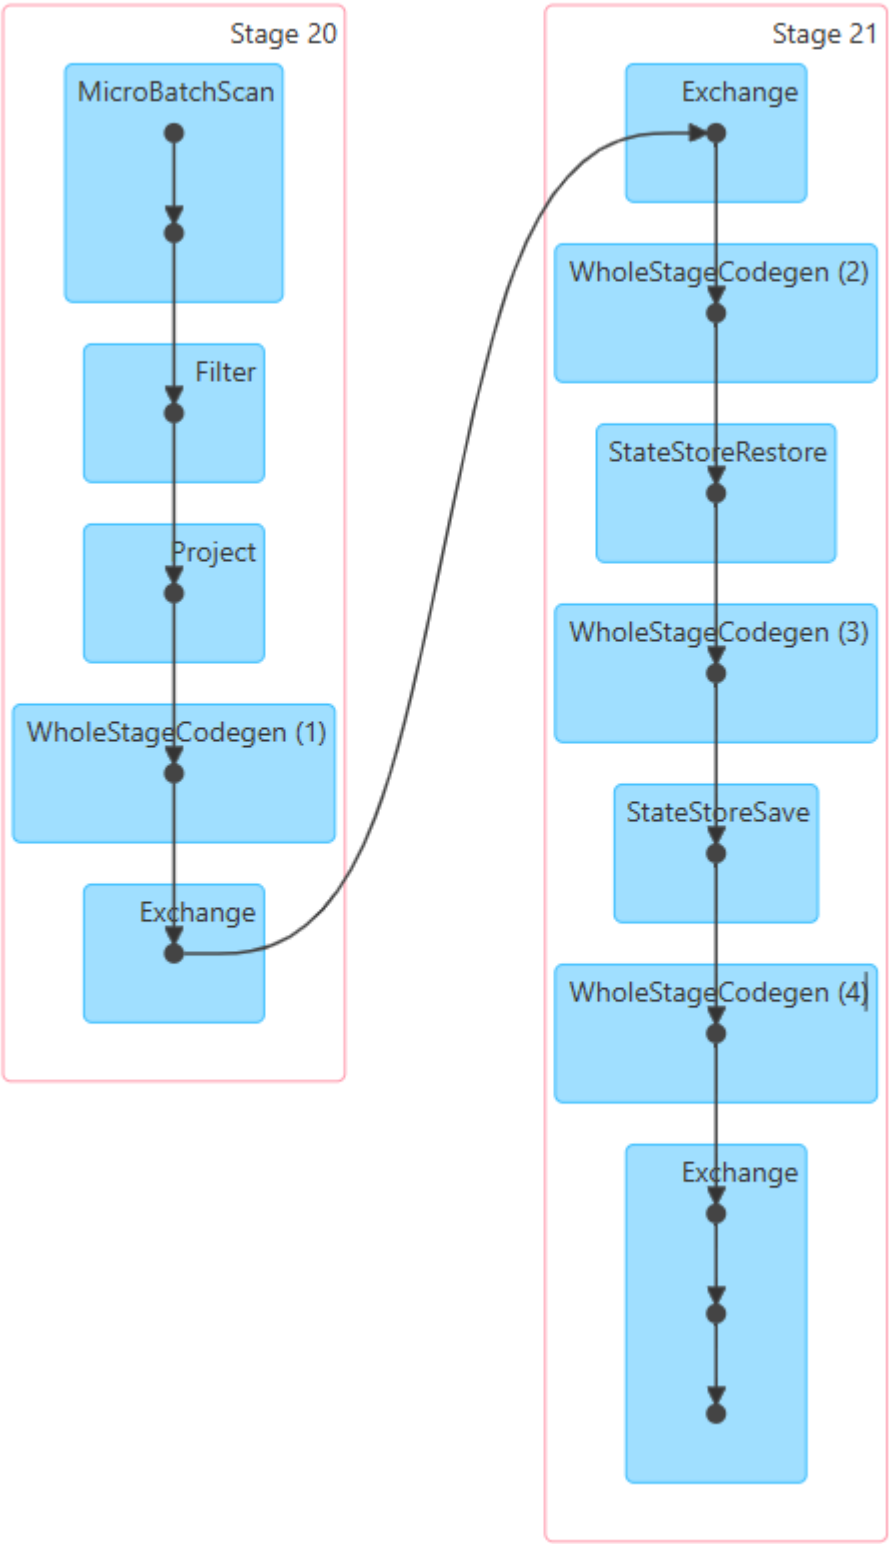 Stage 20
MicroBatchScan
Filter
Project
WholeStageCodegen (1)
Exchange
Stage 21
Exchange
WholeStageCodegen (2)
StateStoreRestore
WholeStageCodegen (3)
StateStoreSave
WholeStageCodegen (4)
Exchange